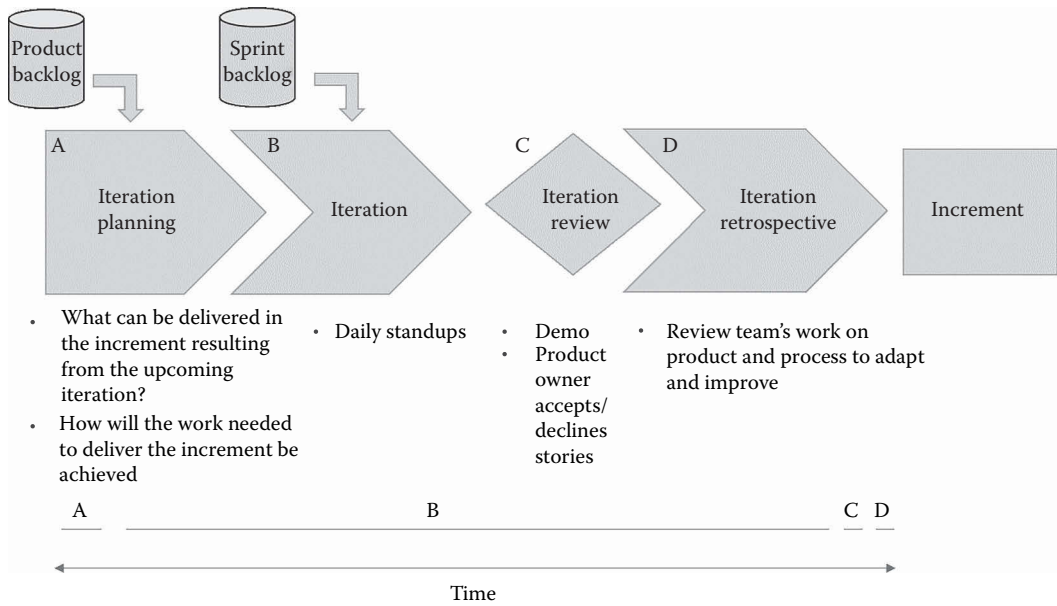 Product
backlog
Sprint
backlog
A
Iteration
planning
B
Iteration
C
Iteration
review
D
Iteration
retrospective
Increment
• What can be delivered in
the increment resulting
from the upcoming
iteration?
• How will the work needed
to deliver the increment be
achieved
• Daily standups
• Demo
• Product
owner
accepts/
declines
stories
• Review team's work on
product and process to adapt
and improve
A B C D
Time